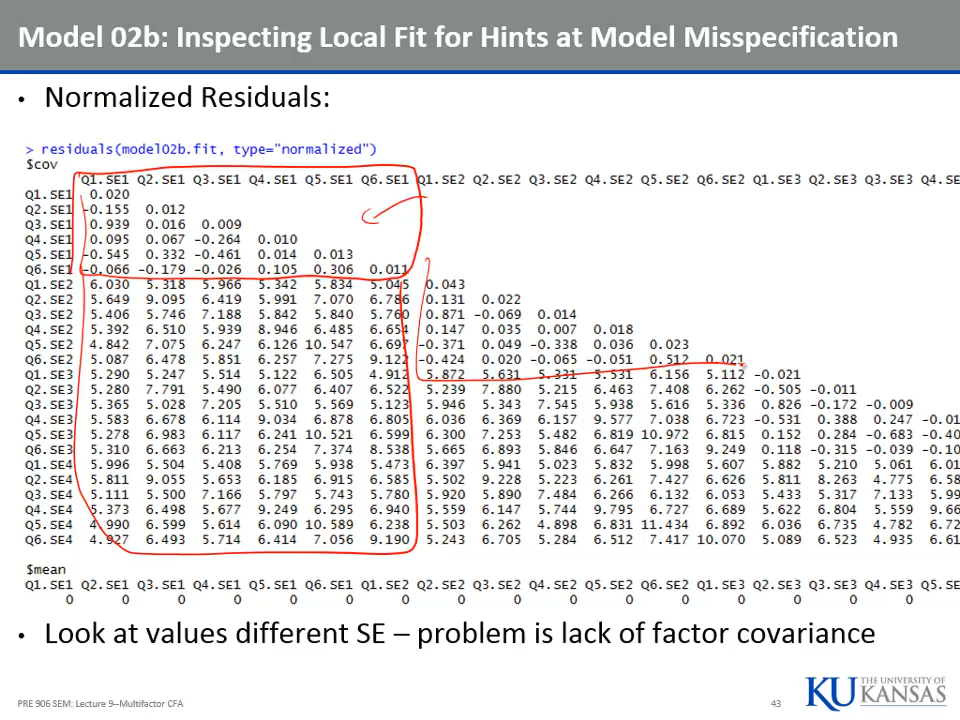 Model 02b: Inspecting Local Fit for Hints at Model Misspecification
• Normalized Residuals:
> residuals(model02b.fit, type="normalized")
$cov
Q1.SE1 Q2.SE1 Q3.SE1 Q4.SE1 Q5.SE1 Q6.SE1 Q1.SE2 Q2.SE2 Q3.SE2 Q4.SE2 Q5.SE2 Q6.SE2 Q1.SE3 Q2.SE3 Q3.SE3 Q4.SE
Q1.SE1 0.020
Q2.SE1 -0.155 0.012
Q3.SE1 0.939 0.016 0.009
Q4.SE1 0.095 0.067 -0.264 0.010
Q5.SE1 -0.545 0.332 -0.461 0.014 0.013
Q6.SE1 -0.066 -0.179 -0.026 0.105 0.306 0.011
Q1.SE2 6.030 5.318 5.966 5.342 5.834 5.045 0.043
Q2.SE2 5.649 9.095 6.419 5.991 7.070 6.786 0.131 0.022
Q3.SE2 5.406 5.746 7.188 5.842 5.840 5.760 0.871 -0.069 0.014
Q4.SE2 5.392 6.510 5.939 8.946 6.485 6.654 0.147 0.035 0.007 0.018
Q5.SE2 4.842 7.075 6.247 6.126 10.547 6.697 -0.371 0.049 -0.338 0.036 0.023
Q6.SE2 5.087 6.478 5.851 6.257 7.275 9.122 -0.424 0.020 -0.065 -0.051 0.512 0.021
Q1.SE3 5.290 5.247 5.514 5.122 6.505 4.912 5.872 5.631 5.331 5.531 6.156 5.112 -0.021
Q2.SE3 5.280 7.791 5.490 6.077 6.407 6.522 5.239 7.880 5.215 6.463 7.408 6.262 -0.505 -0.011
Q3.SE3 5.365 5.028 7.205 5.510 5.569 5.123 5.946 5.343 7.545 5.938 5.616 5.336 0.826 -0.172 -0.009
Q4.SE3 5.583 6.678 6.114 9.034 6.878 6.805 6.036 6.369 6.157 9.577 7.038 6.723 -0.531 0.388 0.247 -0.01
Q5.SE3 5.278 6.983 6.117 6.241 10.521 6.599 6.300 7.253 5.482 6.819 10.972 6.815 0.152 0.284 -0.683 -0.40
Q6.SE3 5.310 6.663 6.213 6.254 7.374 8.538 5.665 6.893 5.846 6.647 7.163 9.249 0.118 -0.315 -0.039 -0.10
Q1.SE4 5.996 5.504 5.408 5.769 5.938 5.473 6.397 5.941 5.023 5.832 5.998 5.607 5.882 5.210 5.061 6.01
Q2.SE4 5.811 9.055 5.653 6.185 6.915 6.585 5.502 9.228 5.223 6.261 7.427 6.626 5.811 8.263 4.775 6.58
Q3.SE4 5.111 5.500 7.166 5.797 5.743 5.780 5.920 5.890 7.484 6.266 6.132 6.053 5.433 5.317 7.133 5.99
Q4.SE4 5.373 6.498 5.677 9.249 6.295 6.940 5.559 6.147 5.744 9.795 6.727 6.689 5.622 6.804 5.559 9.66
Q5.SE4 4.990 6.599 5.614 6.090 10.589 6.238 5.503 6.262 4.898 6.831 11.434 6.892 6.036 6.735 4.782 6.72
Q6.SE4 4.927 6.493 5.714 6.414 7.056 9.190 5.243 6.705 5.284 6.512 7.417 10.070 5.089 6.523 4.935 6.61
$mean
Q1.SE1 Q2.SE1 Q3.SE1 Q4.SE1 Q5.SE1 Q6.SE1 Q1.SE2 Q2.SE2 Q3.SE2 Q4.SE2 Q5.SE2 Q6.SE2 Q1.SE3 Q2.SE3 Q3.SE3 Q4.SE3 Q5.SE
0 0 0 0 0 0 0 0 0 0 0 0 0 0 0 0
• Look at values different SE – problem is lack of factor covariance
PRE 906 SEM: Lecture 9--Multifactor CFA
43
KU THE UNIVERSITY OF KANSAS